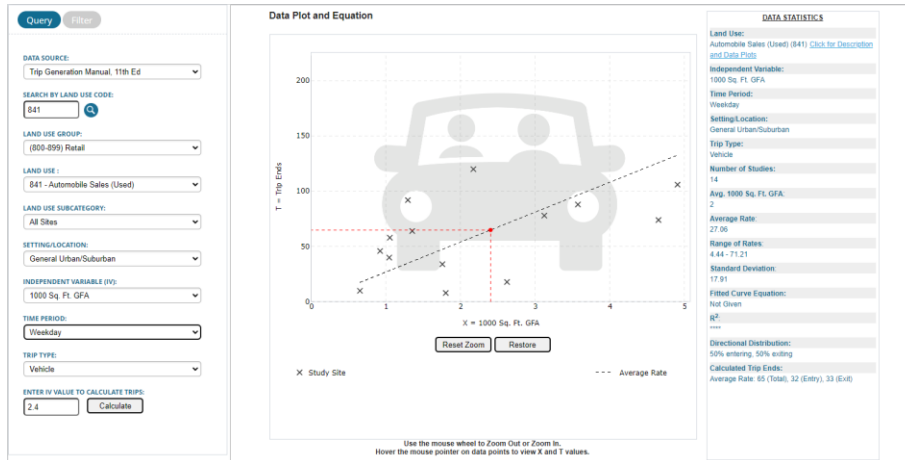 Query
Filter
DATA SOURCE:
Trip Generation Manual, 11th Ed
SEARCH BY LAND USE CODE:
841
LAND USE GROUP:
(800-899) Retail
LAND USE :
841 - Automobile Sales (Used)
LAND USE SUBCATEGORY:
All Sites
SETTING/LOCATION:
General Urban/Suburban
INDEPENDENT VARIABLE (IV):
1000 Sq. Ft. GFA
TIME PERIOD:
Weekday
TRIP TYPE:
Vehicle
ENTER IV VALUE TO CALCULATE TRIPS:
2.4
Calculate
Data Plot and Equation
T = Trip Ends
200
150
100
50
0
0 1 2 3 4 5
X = 1000 Sq. Ft. GFA
Reset Zoom
Restore
Study Site
Average Rate
Use the mouse wheel to Zoom Out or Zoom In.
Hover the mouse pointer on data points to view X and T values.
DATA STATISTICS
Land Use:
Automobile Sales (Used) (841) Click for Description
and Data Plots
Independent Variable:
1000 Sq. Ft. GFA
Time Period:
Weekday
Setting/Location:
General Urban/Suburban
Trip Type:
Vehicle
Number of Studies:
14
Avg. 1000 Sq. Ft. GFA:
2
Average Rate:
27.06
Range of Rates:
4.44 - 71.21
Standard Deviation:
17.91
Fitted Curve Equation:
Not Given
R²:
****
Directional Distribution:
50% entering, 50% exiting
Calculated Trip Ends:
Average Rate: 65 (Total), 32 (Entry), 33 (Exit)